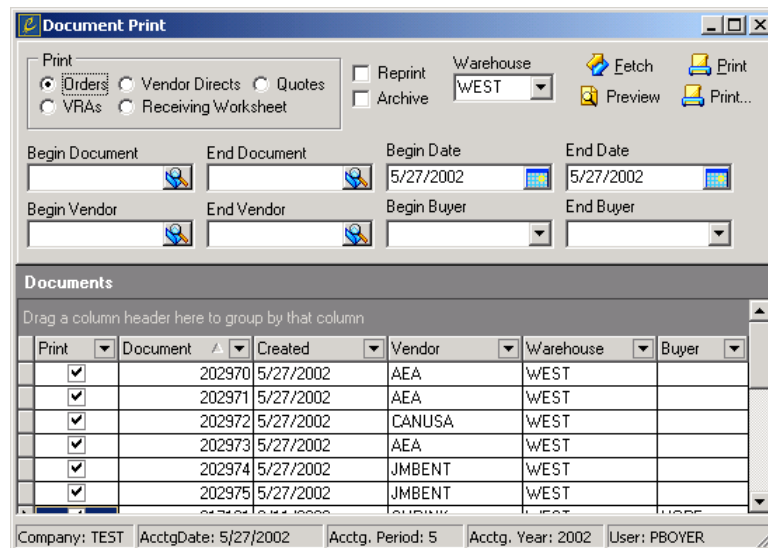 Document Print
Print
Orders Vendor Directs Quotes
VRAs Receiving Worksheet
Reprint
Archive
Warehouse
WEST
Fetch Print
Preview Print...
Begin Document End Document Begin Date End Date
5/27/2002 5/27/2002
Begin Vendor End Vendor Begin Buyer End Buyer
Documents
Drag a column header here to group by that column
Print Document Created Vendor Warehouse Buyer
202970 5/27/2002 AEA WEST
202971 5/27/2002 AEA WEST
202972 5/27/2002 CANUSA WEST
202973 5/27/2002 AEA WEST
202974 5/27/2002 JMBENT WEST
202975 5/27/2002 JMBENT WEST
Company: TEST AcctgDate: 5/27/2002 Acctg. Period: 5 Acctg. Year: 2002 User: PBOYER